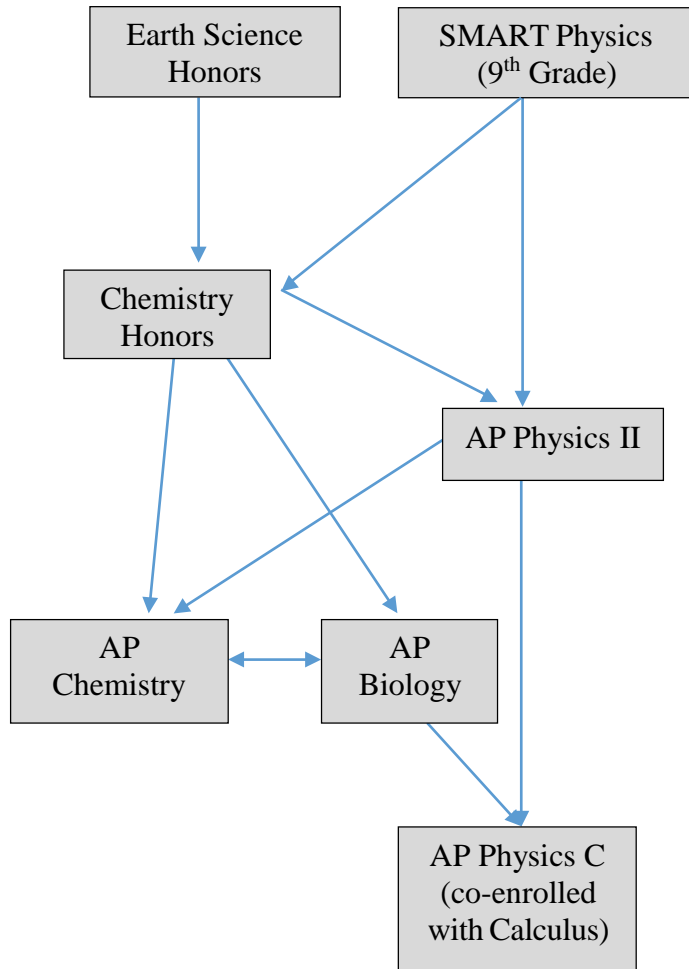 Earth Science
Honors
SMART Physics
(9th Grade)
Chemistry
Honors
AP Physics II
AP
Chemistry
AP
Biology
AP Physics C
(co-enrolled
with Calculus)